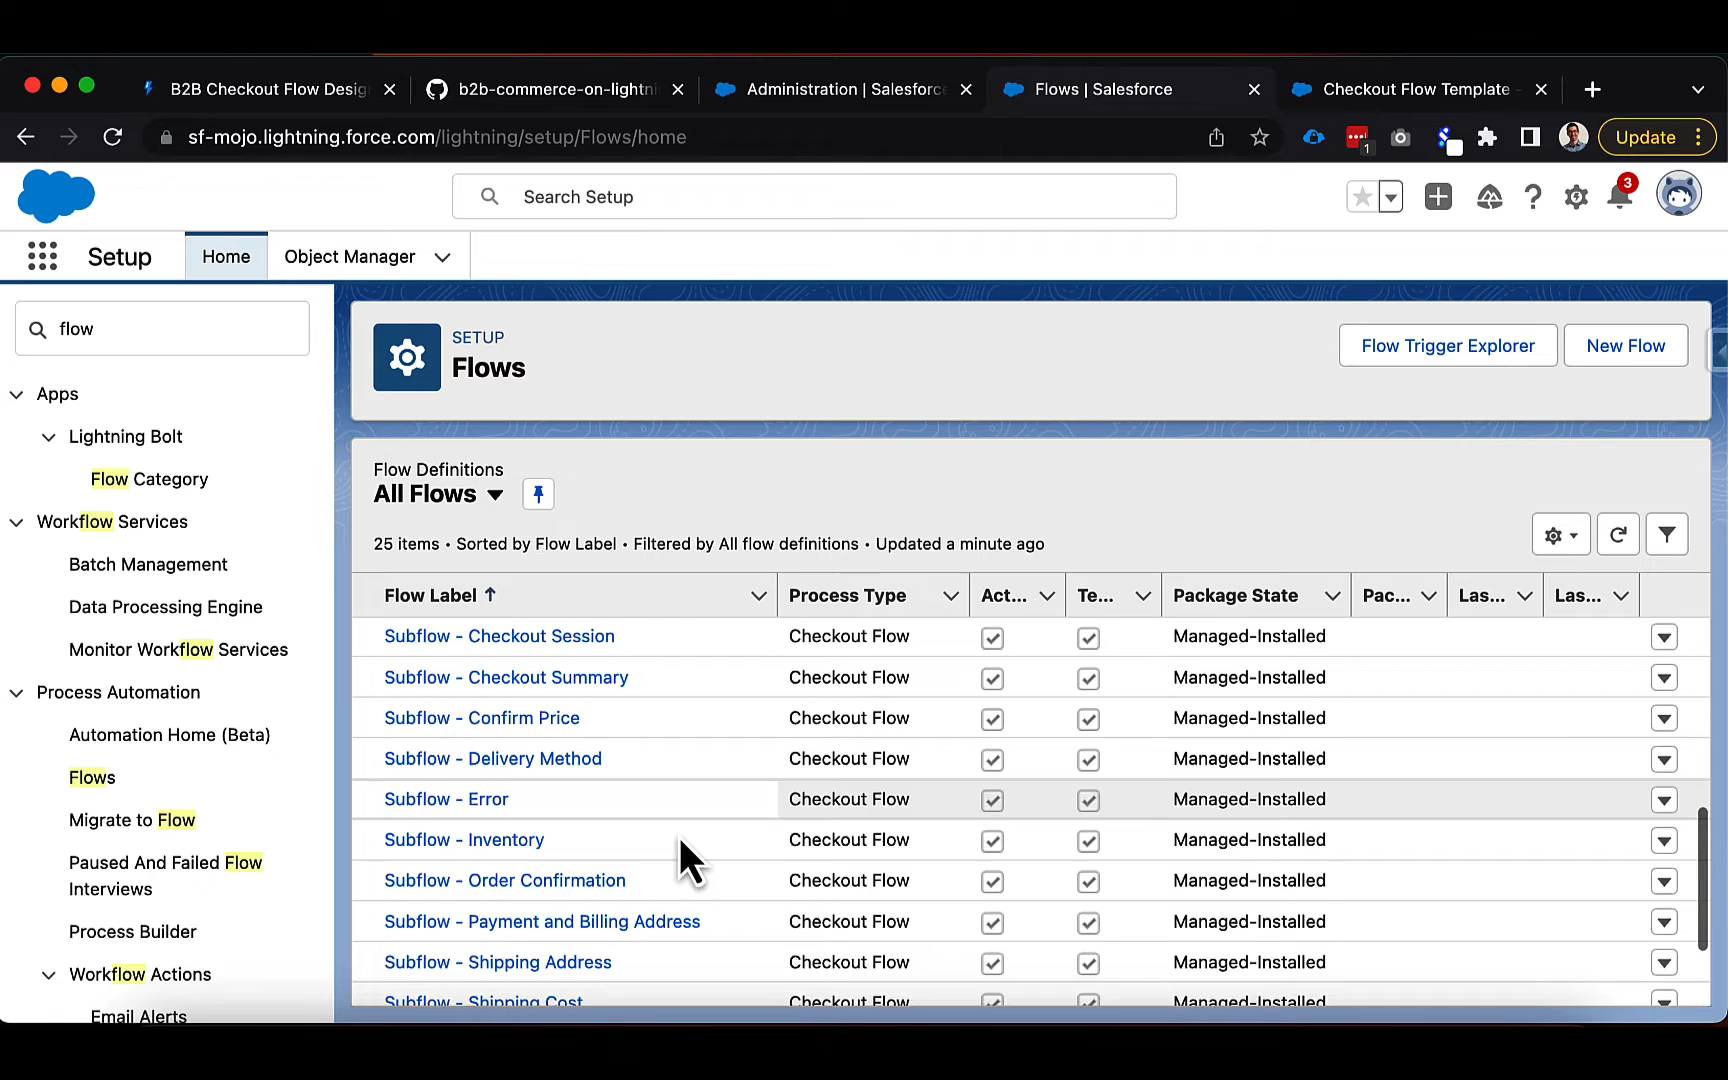 B2B Checkout Flow Desig
b2b-commerce-on-lightni
Administration | Salesforce
Flows | Salesforce
Checkout Flow Template -
sf-mojo.lightning.force.com/lightning/setup/Flows/home
1
Update
Search Setup
3
Setup
Home
Object Manager
flow
Apps
Lightning Bolt
Flow Category
Workflow Services
Batch Management
Data Processing Engine
Monitor Workflow Services
Process Automation
Automation Home (Beta)
Flows
Migrate to Flow
Paused And Failed Flow
Interviews
Process Builder
Workflow Actions
Email Alerts
SETUP
Flows
Flow Trigger Explorer
New Flow
Flow Definitions
All Flows
25 items • Sorted by Flow Label • Filtered by All flow definitions • Updated a minute ago
Flow Label ↑ Process Type Act... Te... Package State Pac... Las... Las...
Subflow - Checkout Session Checkout Flow Managed-Installed
Subflow - Checkout Summary Checkout Flow Managed-Installed
Subflow - Confirm Price Checkout Flow Managed-Installed
Subflow - Delivery Method Checkout Flow Managed-Installed
Subflow - Error Checkout Flow Managed-Installed
Subflow - Inventory Checkout Flow Managed-Installed
Subflow - Order Confirmation Checkout Flow Managed-Installed
Subflow - Payment and Billing Address Checkout Flow Managed-Installed
Subflow - Shipping Address Checkout Flow Managed-Installed
Subflow - Shipping Cost Checkout Flow Managed-Installed